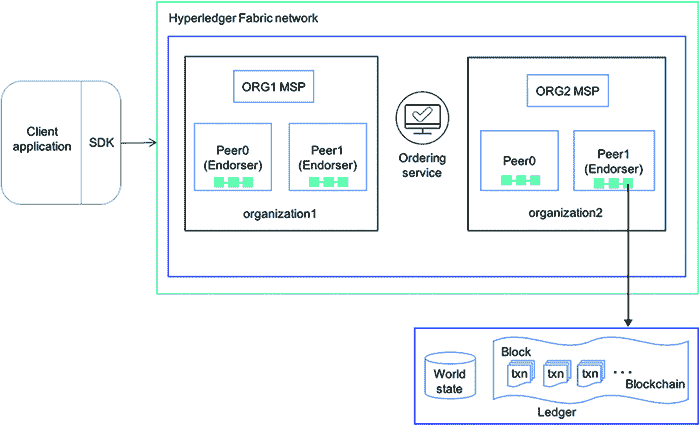 Hyperledger Fabric network
Client
application
SDK
ORG1 MSP
Peer0
(Endorser)
Peer1
(Endorser)
organization1
Ordering
service
ORG2 MSP
Peer0
Peer1
(Endorser)
organization2
World
state
Block
txn
txn
txn
...
Blockchain
Ledger